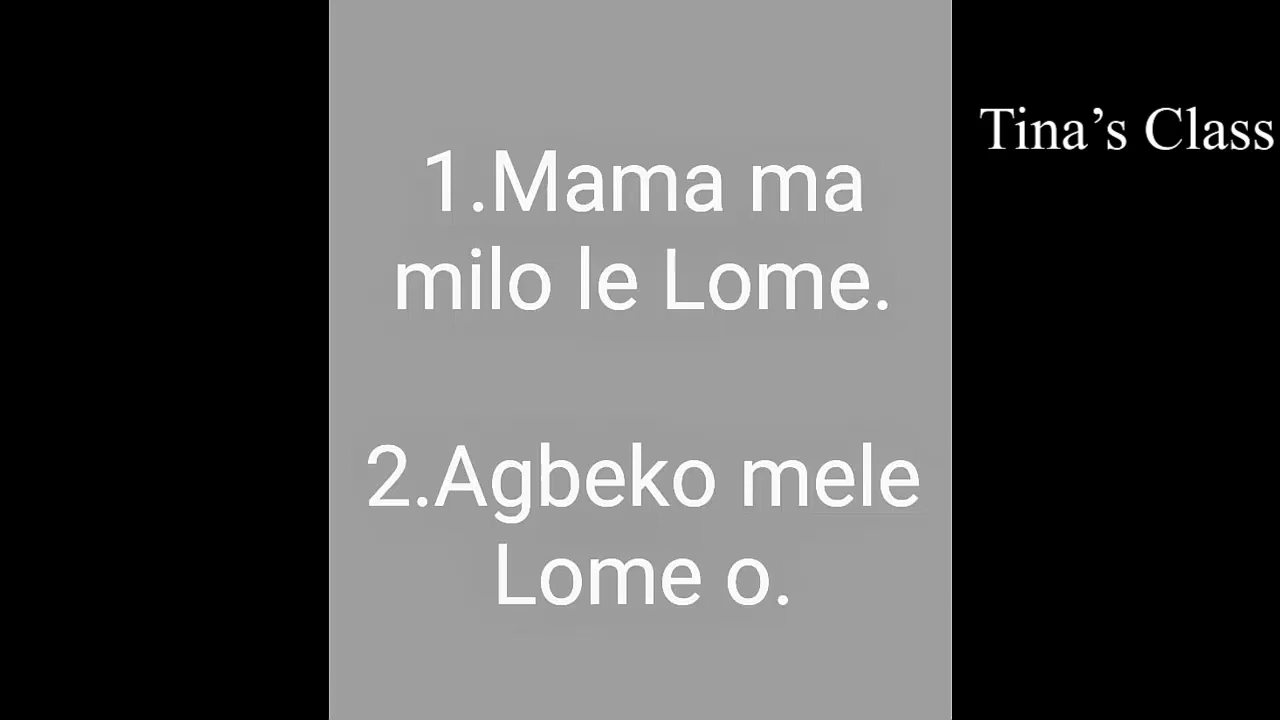 Tina’s Class
1.Mama ma
milo le Lome.
2.Agbeko mele
Lome o.